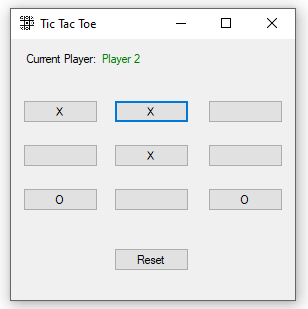 Tic Tac Toe
Current Player: Player 2
X X
X
O O
Reset